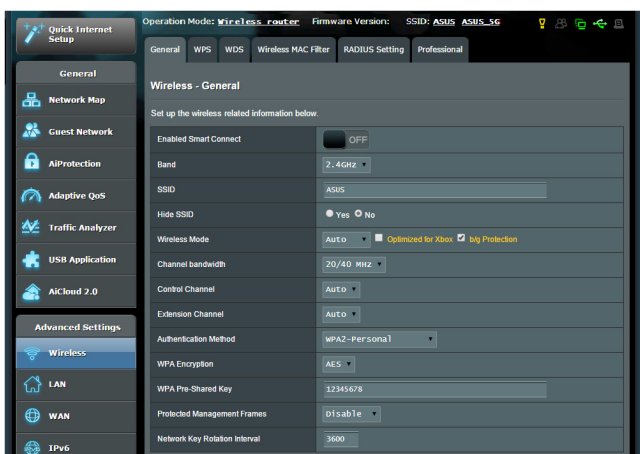 Quick Internet
Setup
Operation Mode: Wireless router Firmware Version: SSID: ASUS ASUS_5G
General WPS WDS Wireless MAC Filter RADIUS Setting Professional
General
Network Map
Guest Network
AiProtection
Adaptive QoS
Traffic Analyzer
USB Application
AiCloud 2.0
Advanced Settings
Wireless
LAN
WAN
IPv6
Wireless - General
Set up the wireless related information below.
Enabled Smart Connect OFF
Band 2.4GHz
SSID ASUS
Hide SSID Yes No
Wireless Mode Auto Optimized for Xbox b/g Protection
Channel bandwidth 20/40 MHz
Control Channel Auto
Extension Channel Auto
Authentication Method WPA2-Personal
WPA Encryption AES
WPA Pre-Shared Key 12345678
Protected Management Frames Disable
Network Key Rotation Interval 3600